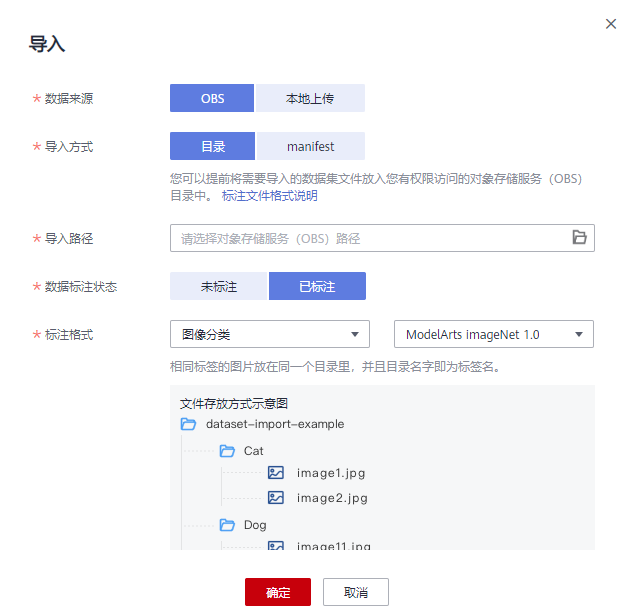 导入
* 数据来源 OBS 本地上传
* 导入方式 目录 manifest
您可以提前将需要导入的数据集文件放入您有权限访问的对象存储服务（OBS）
目录中。 标注文件格式说明
* 导入路径 请选择对象存储服务（OBS）路径
* 数据标注状态 未标注 已标注
* 标注格式 图像分类 ModelArts imageNet 1.0
相同标签的图片放在同一个目录里，并且目录名字即为标签名。
文件存放方式示意图
dataset-import-example
Cat
image1.jpg
image2.jpg
Dog
image11.jpg
确定 取消